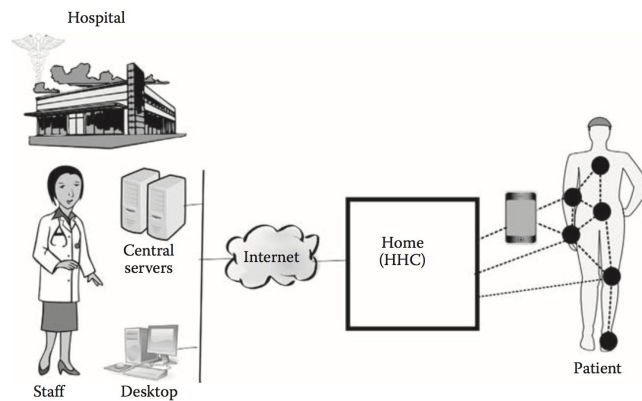 Hospital
Central
servers
Internet
Home
(HHC)
Staff
Desktop
Patient